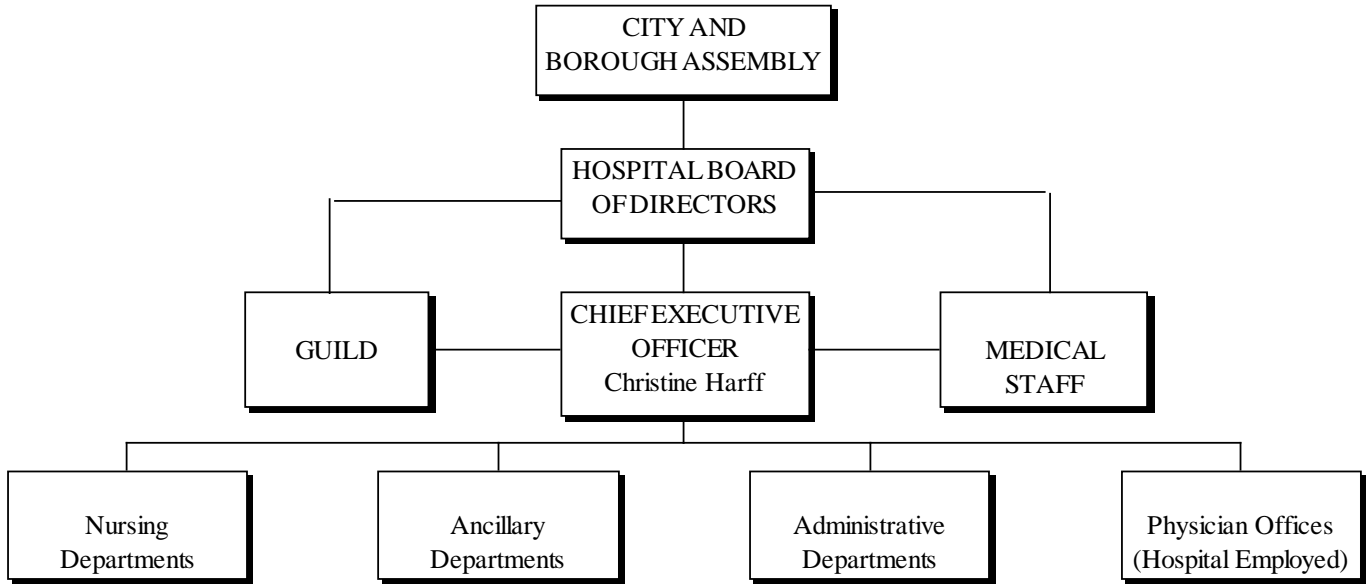 CITY AND
BOROUGH ASSEMBLY
HOSPITAL BOARD
OF DIRECTORS
GUILD
CHIEF EXECUTIVE
OFFICER
Christine Harff
MEDICAL
STAFF
Nursing
Departments
Ancillary
Departments
Administrative
Departments
Physician Offices
(Hospital Employed)